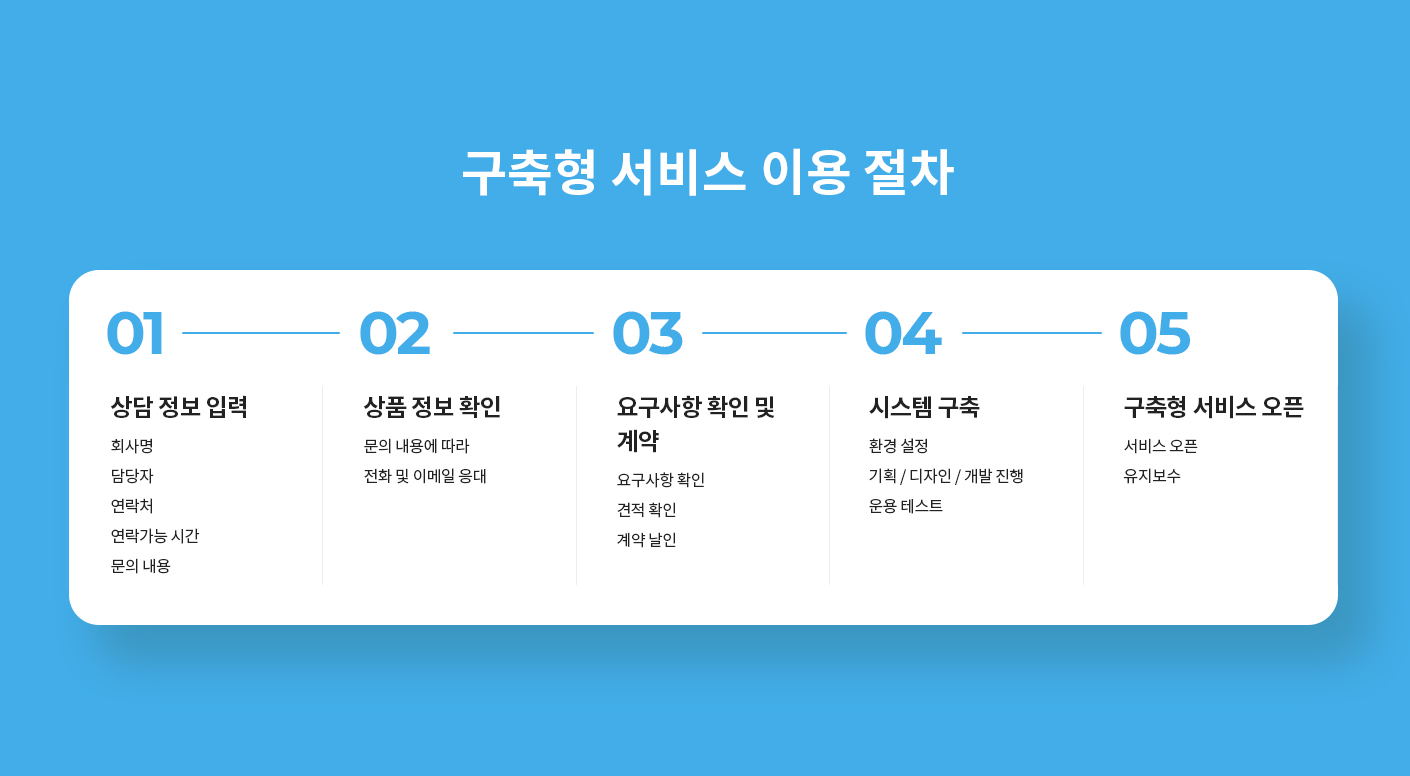 구축형 서비스 이용 절차
01
상담 정보 입력
회사명
담당자
연락처
연락가능 시간
문의 내용
02
상품 정보 확인
문의 내용에 따라
전화 및 이메일 응대
03
요구사항 확인 및
계약
요구사항 확인
견적 확인
계약 날인
04
시스템 구축
환경 설정
기획 / 디자인 / 개발 진행
운용 테스트
05
구축형 서비스 오픈
서비스 오픈
유지보수